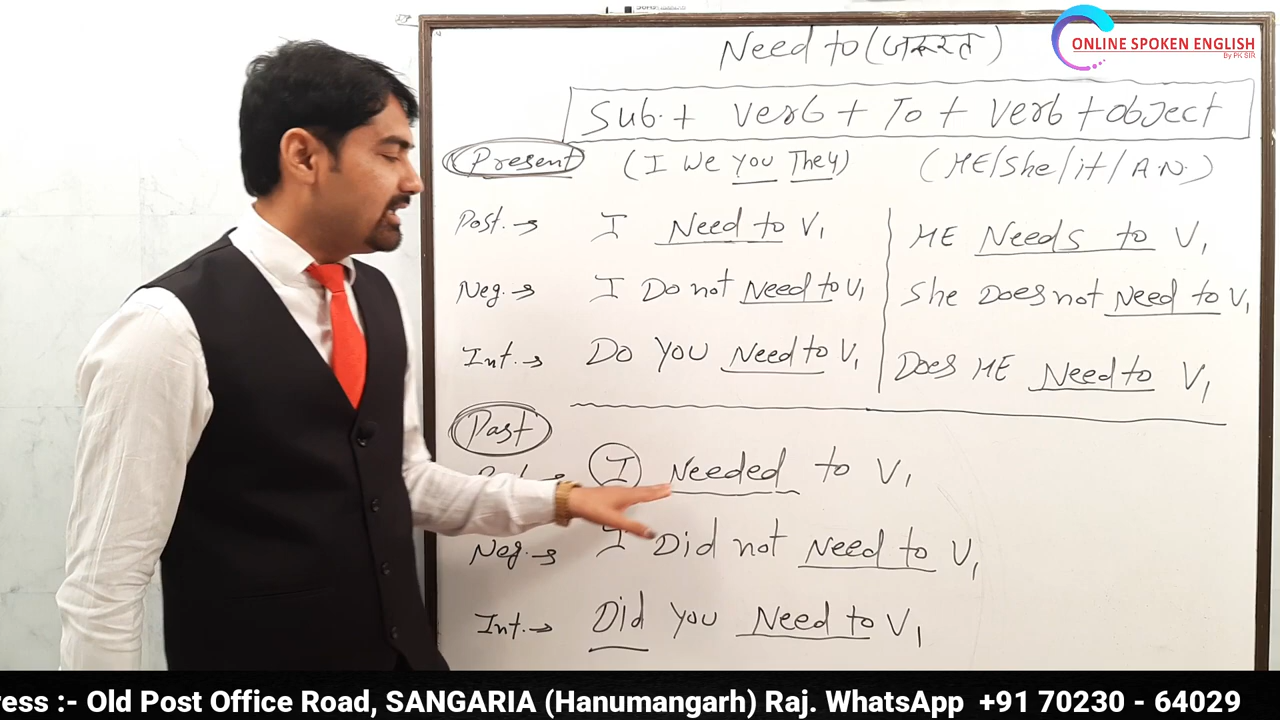 Need to (जरूरत)
ONLINE SPOKEN ENGLISH
By PK SIR
Sub. + Verb + To + Verb + Object
Present (I We You They) (HE/She/it/A.N.)
Post. → I Need to V1 HE Needs to V1
Neg. → I Do not Need to V1 She Does not Need to V1
Int. → Do You Need to V1 Does HE Need to V1
Past
I Needed to V1
Neg. → I Did not Need to V1
Int. → Did you Need to V1
ress :- Old Post Office Road, SANGARIA (Hanumangarh) Raj. WhatsApp +91 70230 - 64029